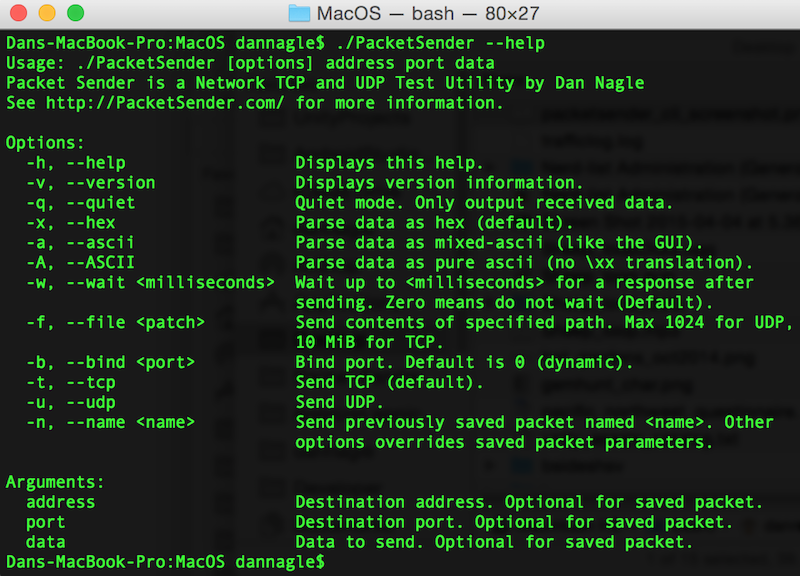 MacOS — bash — 80×27
Dans-MacBook-Pro:MacOS dannagle$ ./PacketSender --help
Usage: ./PacketSender [options] address port data
Packet Sender is a Network TCP and UDP Test Utility by Dan Nagle
See http://PacketSender.com/ for more information.

Options:
  -h, --help                 Displays this help.
  -v, --version              Displays version information.
  -q, --quiet                Quiet mode. Only output received data.
  -x, --hex                  Parse data as hex (default).
  -a, --ascii                Parse data as mixed-ascii (like the GUI).
  -A, --ASCII                Parse data as pure ascii (no \xx translation).
  -w, --wait <milliseconds>  Wait up to <milliseconds> for a response after
                             sending. Zero means do not wait (Default).
  -f, --file <patch>         Send contents of specified path. Max 1024 for UDP,
                             10 MiB for TCP.
  -b, --bind <port>          Bind port. Default is 0 (dynamic).
  -t, --tcp                  Send TCP (default).
  -u, --udp                  Send UDP.
  -n, --name <name>          Send previously saved packet named <name>. Other
                             options overrides saved packet parameters.

Arguments:
  address                    Destination address. Optional for saved packet.
  port                       Destination port. Optional for saved packet.
  data                       Data to send. Optional for saved packet.
Dans-MacBook-Pro:MacOS dannagle$